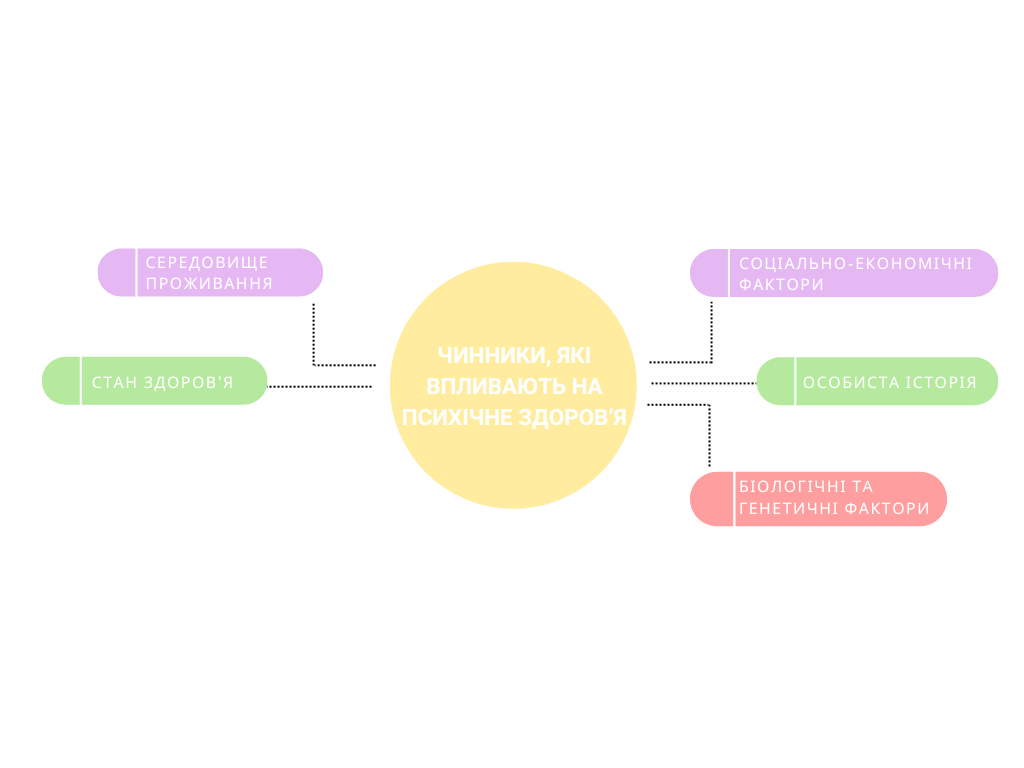 СЕРЕДОВИЩЕ
ПРОЖИВАННЯ
СТАН ЗДОРОВ'Я
ЧИННИКИ, ЯКІ
ВПЛИВАЮТЬ НА
ПСИХІЧНЕ ЗДОРОВ’Я
СОЦІАЛЬНО-ЕКОНОМІЧНІ
ФАКТОРИ
ОСОБИСТА ІСТОРІЯ
БІОЛОГІЧНІ ТА
ГЕНЕТИЧНІ ФАКТОРИ